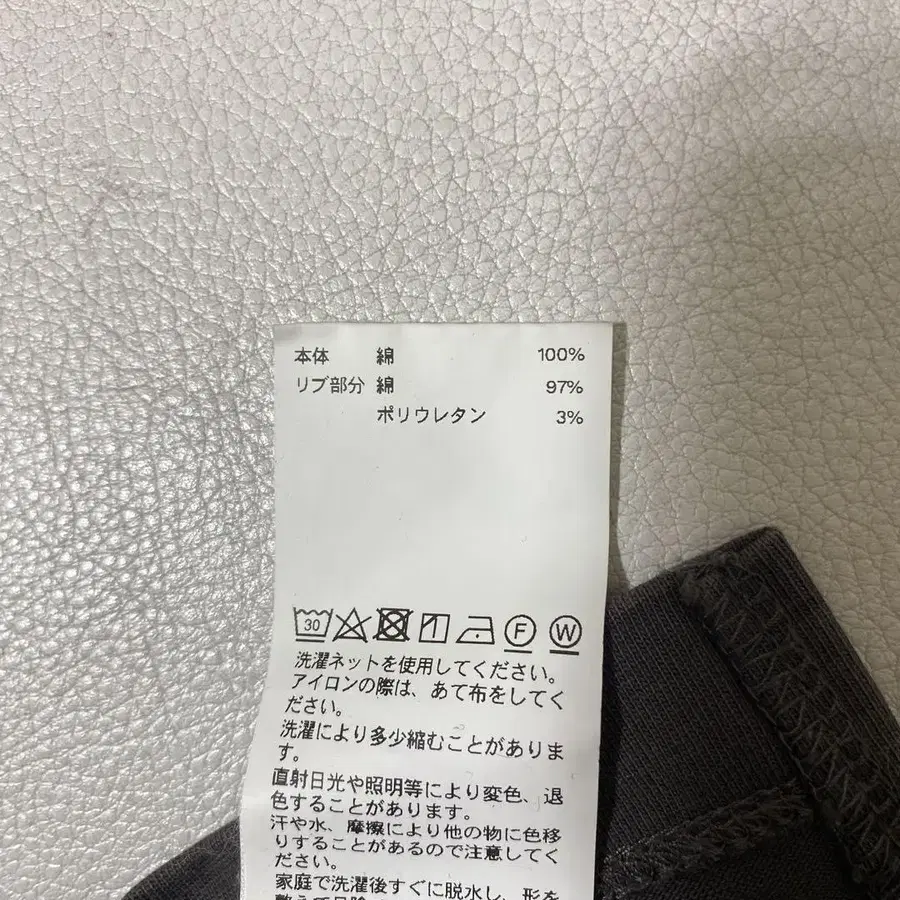 本体 綿 100%
リブ部分 綿 97%
ポリウレタン 3%
30 F W
洗濯ネットを使用してください。
アイロンの際は、あて布をしてく
ださい。
洗濯により多少縮むことがありま
す。
直射日光や照明等により変色、退
色することがあります。
汗や水、摩擦により他の物に色移
りすることがあるので注意してく
ださい。
家庭で洗濯後すぐに脱水し、形を
整えて